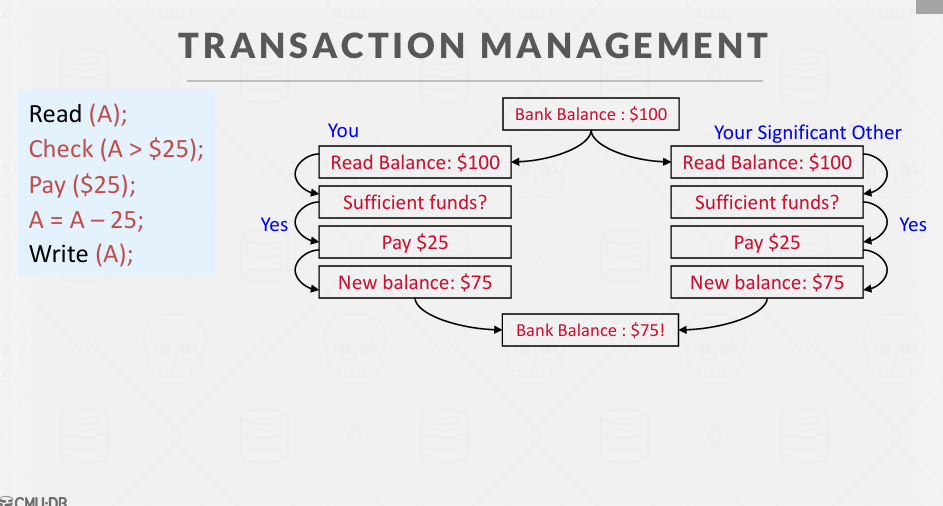 TRANSACTION MANAGEMENT
Read (A);
Check (A > $25);
Pay ($25);
A = A – 25;
Write (A);
Bank Balance : $100
You
Your Significant Other
Read Balance: $100
Read Balance: $100
Sufficient funds?
Sufficient funds?
Yes
Yes
Pay $25
Pay $25
New balance: $75
New balance: $75
Bank Balance : $75!
CMU·DB